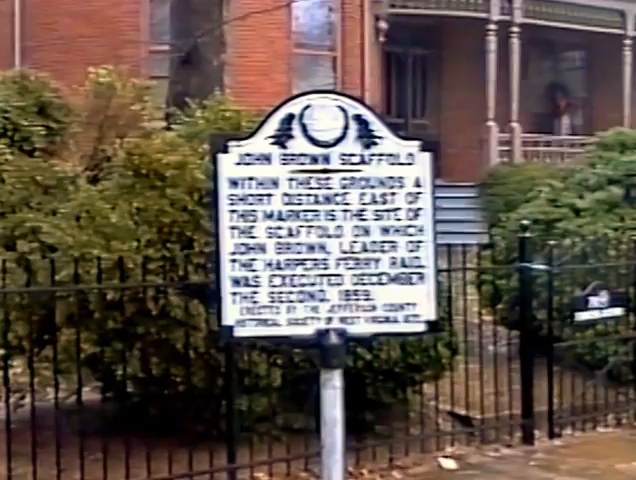 JOHN BROWN SCAFFOLD
WITHIN THESE GROUNDS A
SHORT DISTANCE EAST OF
THIS MARKER IS THE SITE OF
THE SCAFFOLD ON WHICH
JOHN BROWN, LEADER OF
THE HARPERS FERRY RAID,
WAS EXECUTED DECEMBER
THE SECOND, 1859.
ERECTED BY THE JEFFERSON COUNTY
HISTORICAL SOCIETY OF WEST VIRGINIA,